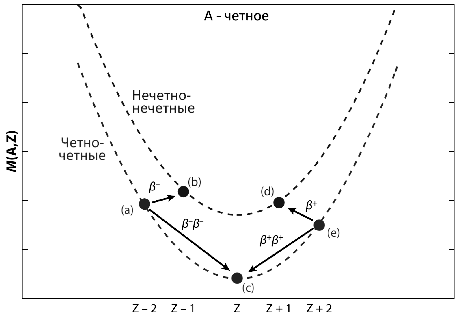 А - четное
Нечетно-
нечетные
Четно-
четные
M(A,Z)
β⁻
(b)
(d)
β⁺
(a)
β⁻β⁻
β⁺β⁺
(e)
(c)
Z – 2 Z – 1 Z Z + 1 Z + 2